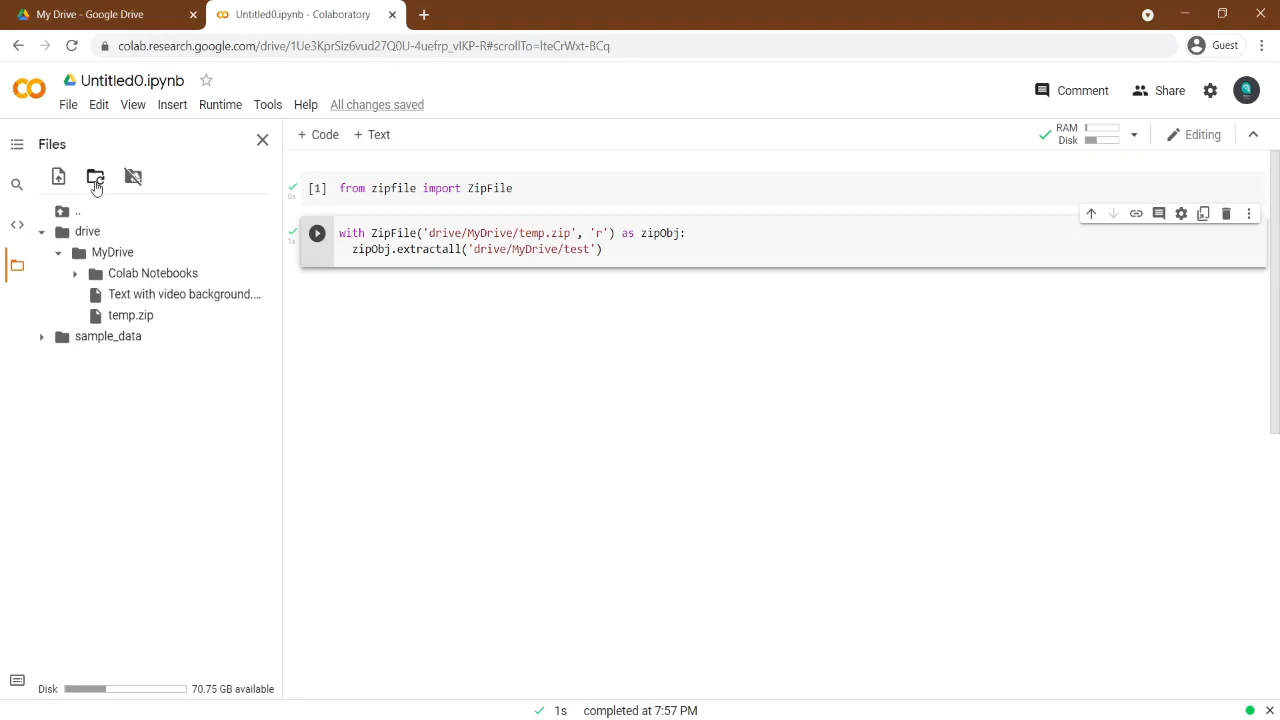 My Drive - Google Drive
Untitled0.ipynb - Colaboratory
colab.research.google.com/drive/1Ue3KprSiz6vud27Q0U-4uefrp_vIKP-R#scrollTo=lteCrWxt-BCq
Guest
Untitled0.ipynb
Comment
Share
File Edit View Insert Runtime Tools Help All changes saved
Files
+ Code + Text
RAM
Disk
Editing
[1] from zipfile import ZipFile
0s
..
drive
MyDrive
Colab Notebooks
Text with video background....
temp.zip
sample_data
with ZipFile('drive/MyDrive/temp.zip', 'r') as zipObj:
1s
zipObj.extractall('drive/MyDrive/test')
Disk 70.75 GB available
1s completed at 7:57 PM